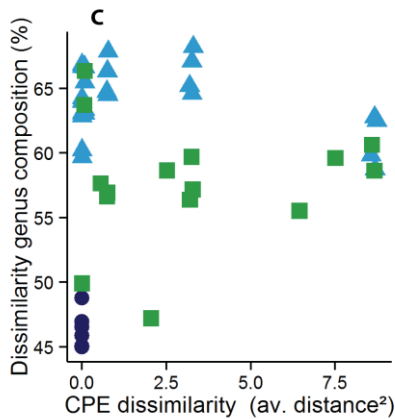 C
Dissimilarity genus composition (%)
65
60
55
50
45
0.0 2.5 5.0 7.5
CPE dissimilarity (av. distance²)